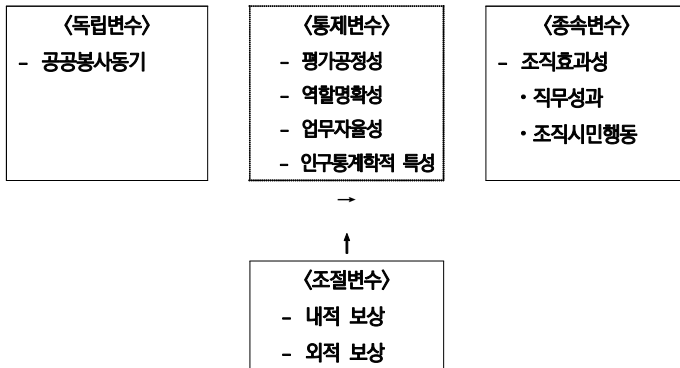 〈독립변수〉
- 공공봉사동기
〈통제변수〉
- 평가공정성
- 역할명확성
- 업무자율성
- 인구통계학적 특성
〈종속변수〉
- 조직효과성
・직무성과
・조직시민행동
→
↑
〈조절변수〉
- 내적 보상
- 외적 보상